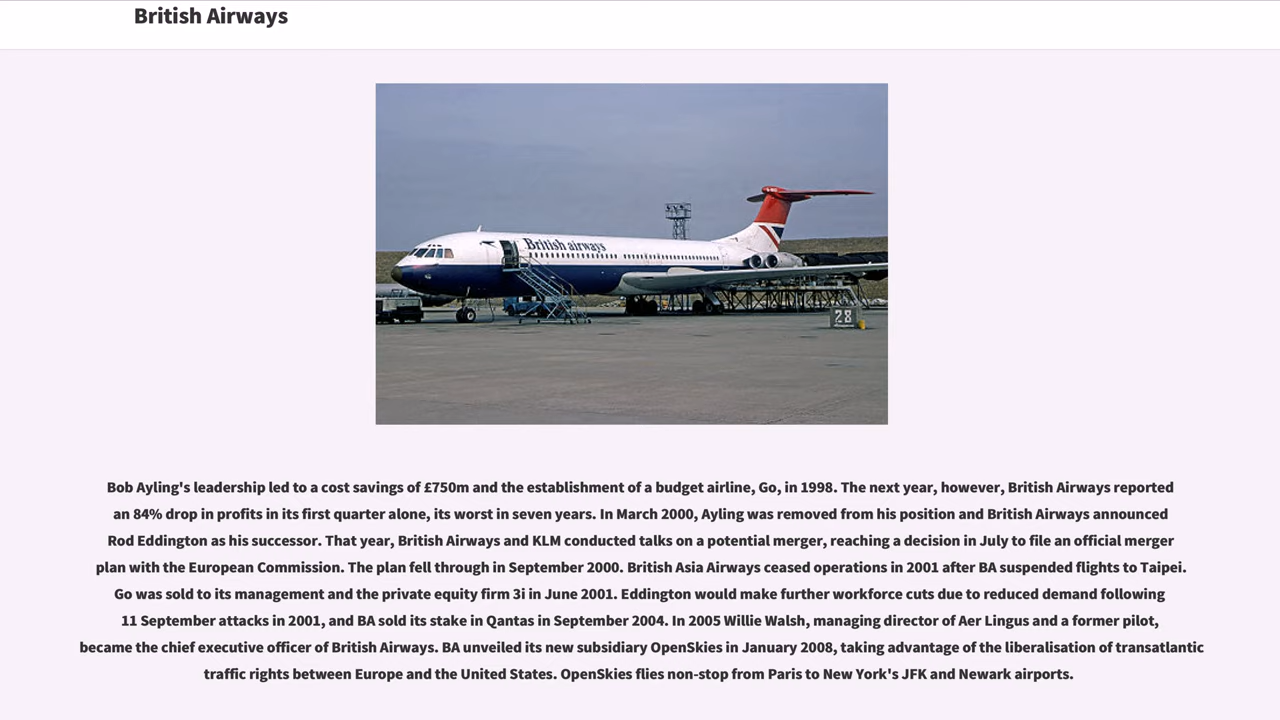 British Airways
British airways
28
Bob Ayling's leadership led to a cost savings of £750m and the establishment of a budget airline, Go, in 1998. The next year, however, British Airways reported
an 84% drop in profits in its first quarter alone, its worst in seven years. In March 2000, Ayling was removed from his position and British Airways announced
Rod Eddington as his successor. That year, British Airways and KLM conducted talks on a potential merger, reaching a decision in July to file an official merger
plan with the European Commission. The plan fell through in September 2000. British Asia Airways ceased operations in 2001 after BA suspended flights to Taipei.
Go was sold to its management and the private equity firm 3i in June 2001. Eddington would make further workforce cuts due to reduced demand following
11 September attacks in 2001, and BA sold its stake in Qantas in September 2004. In 2005 Willie Walsh, managing director of Aer Lingus and a former pilot,
became the chief executive officer of British Airways. BA unveiled its new subsidiary OpenSkies in January 2008, taking advantage of the liberalisation of transatlantic
traffic rights between Europe and the United States. OpenSkies flies non-stop from Paris to New York's JFK and Newark airports.